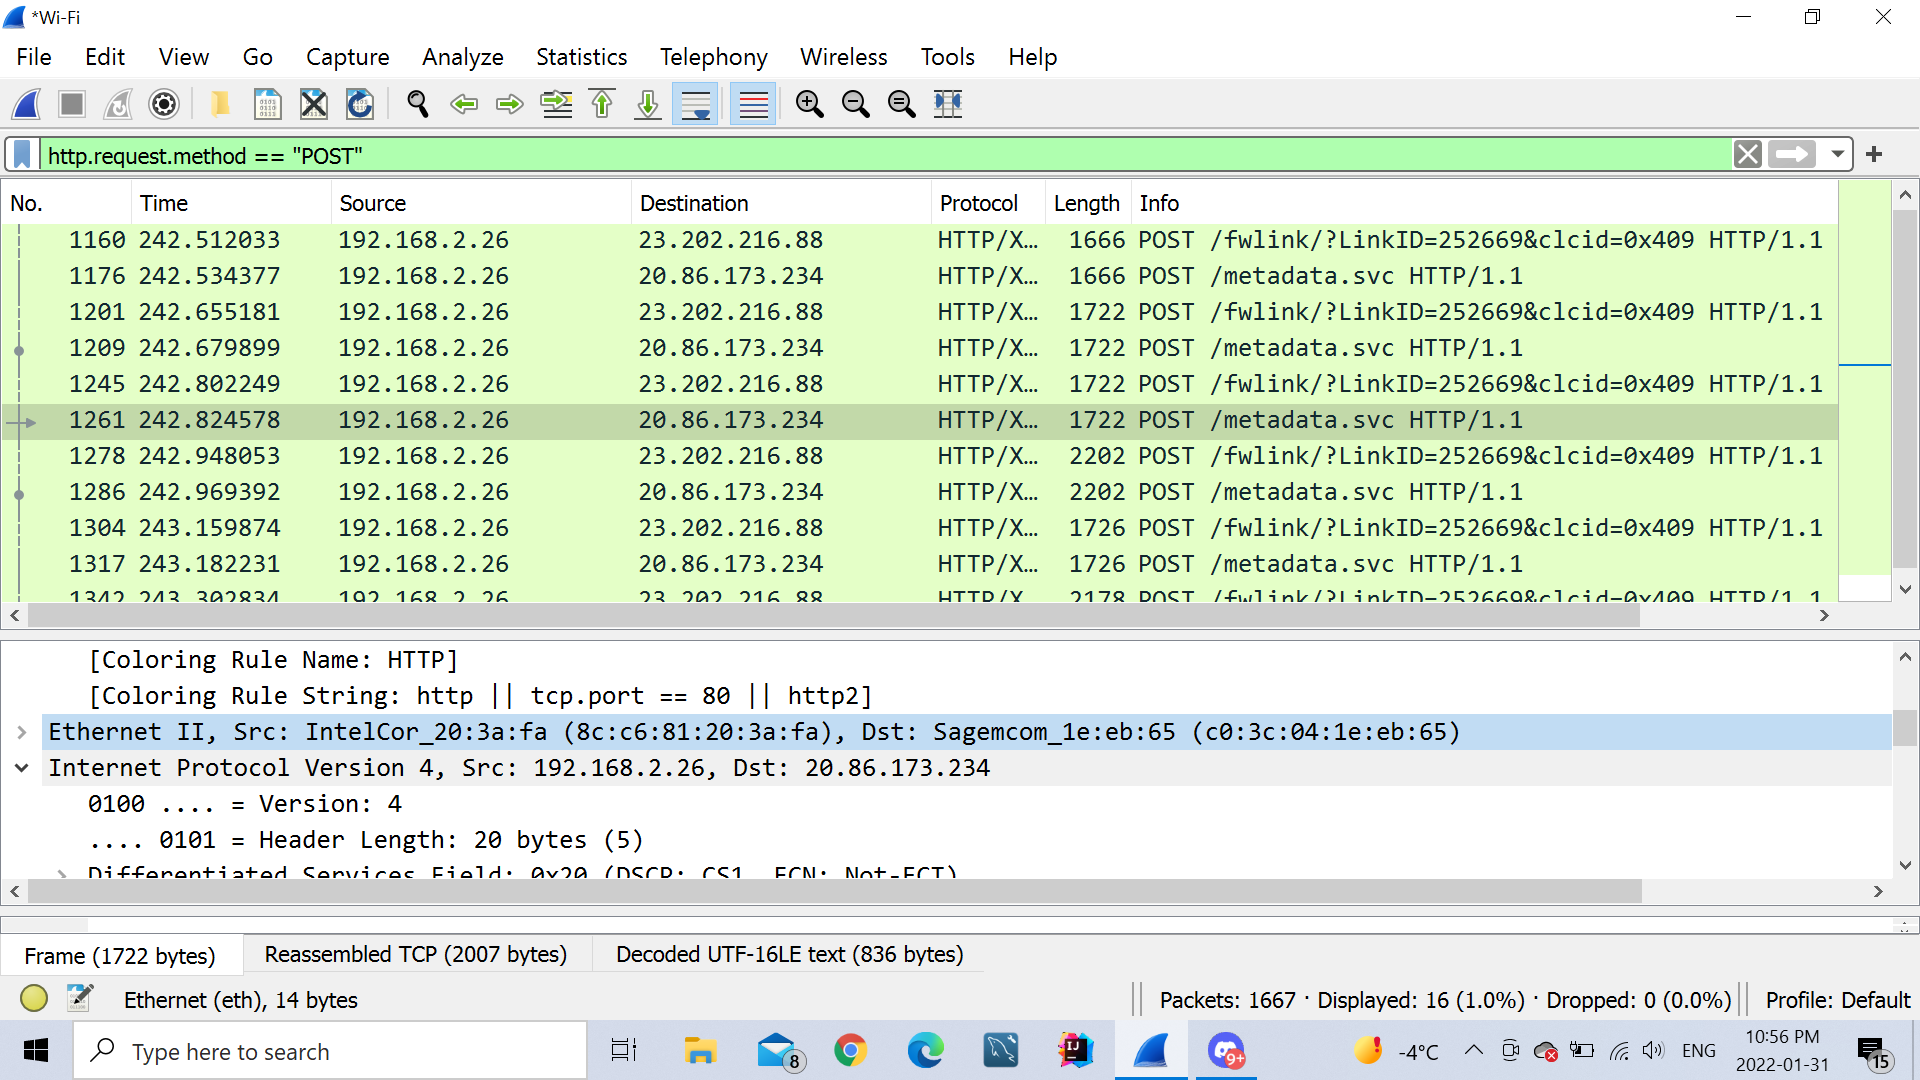 *Wi-Fi
File Edit View Go Capture Analyze Statistics Telephony Wireless Tools Help
http.request.method == "POST"
No. Time Source Destination Protocol Length Info
1160 242.512033 192.168.2.26 23.202.216.88 HTTP/X… 1666 POST /fwlink/?LinkID=252669&clcid=0x409 HTTP/1.1
1176 242.534377 192.168.2.26 20.86.173.234 HTTP/X… 1666 POST /metadata.svc HTTP/1.1
1201 242.655181 192.168.2.26 23.202.216.88 HTTP/X… 1722 POST /fwlink/?LinkID=252669&clcid=0x409 HTTP/1.1
1209 242.679899 192.168.2.26 20.86.173.234 HTTP/X… 1722 POST /metadata.svc HTTP/1.1
1245 242.802249 192.168.2.26 23.202.216.88 HTTP/X… 1722 POST /fwlink/?LinkID=252669&clcid=0x409 HTTP/1.1
1261 242.824578 192.168.2.26 20.86.173.234 HTTP/X… 1722 POST /metadata.svc HTTP/1.1
1278 242.948053 192.168.2.26 23.202.216.88 HTTP/X… 2202 POST /fwlink/?LinkID=252669&clcid=0x409 HTTP/1.1
1286 242.969392 192.168.2.26 20.86.173.234 HTTP/X… 2202 POST /metadata.svc HTTP/1.1
1304 243.159874 192.168.2.26 23.202.216.88 HTTP/X… 1726 POST /fwlink/?LinkID=252669&clcid=0x409 HTTP/1.1
1317 243.182231 192.168.2.26 20.86.173.234 HTTP/X… 1726 POST /metadata.svc HTTP/1.1
1342 243.302834 192.168.2.26 23.202.216.88 HTTP/X 2178 POST /fwlink/?LinkID=252669&clcid=0x409 HTTP/1.1
[Coloring Rule Name: HTTP]
[Coloring Rule String: http || tcp.port == 80 || http2]
Ethernet II, Src: IntelCor_20:3a:fa (8c:c6:81:20:3a:fa), Dst: Sagemcom_1e:eb:65 (c0:3c:04:1e:eb:65)
Internet Protocol Version 4, Src: 192.168.2.26, Dst: 20.86.173.234
0100 .... = Version: 4
.... 0101 = Header Length: 20 bytes (5)
Differentiated Services Field: 0x20 (DSCP: CS1, ECN: Not-ECT)
Frame (1722 bytes) Reassembled TCP (2007 bytes) Decoded UTF-16LE text (836 bytes)
Ethernet (eth), 14 bytes Packets: 1667 · Displayed: 16 (1.0%) · Dropped: 0 (0.0%) Profile: Default
Type here to search 8 IJ 9+ -4°C ENG 10:56 PM 15
2022-01-31